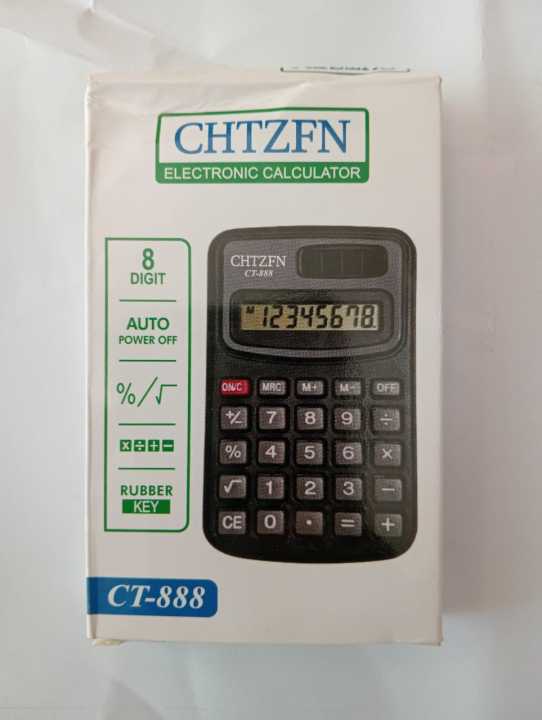 CHTZFN
ELECTRONIC CALCULATOR
8
DIGIT
AUTO
POWER OFF
%/√
× ÷ + −
RUBBER
KEY
CHTZFN
CT-888
M 12345678.
ON/C MRC M+ M- OFF
+/- 7 8 9 ÷
% 4 5 6 ×
√ 1 2 3 −
CE 0 . = +
CT-888